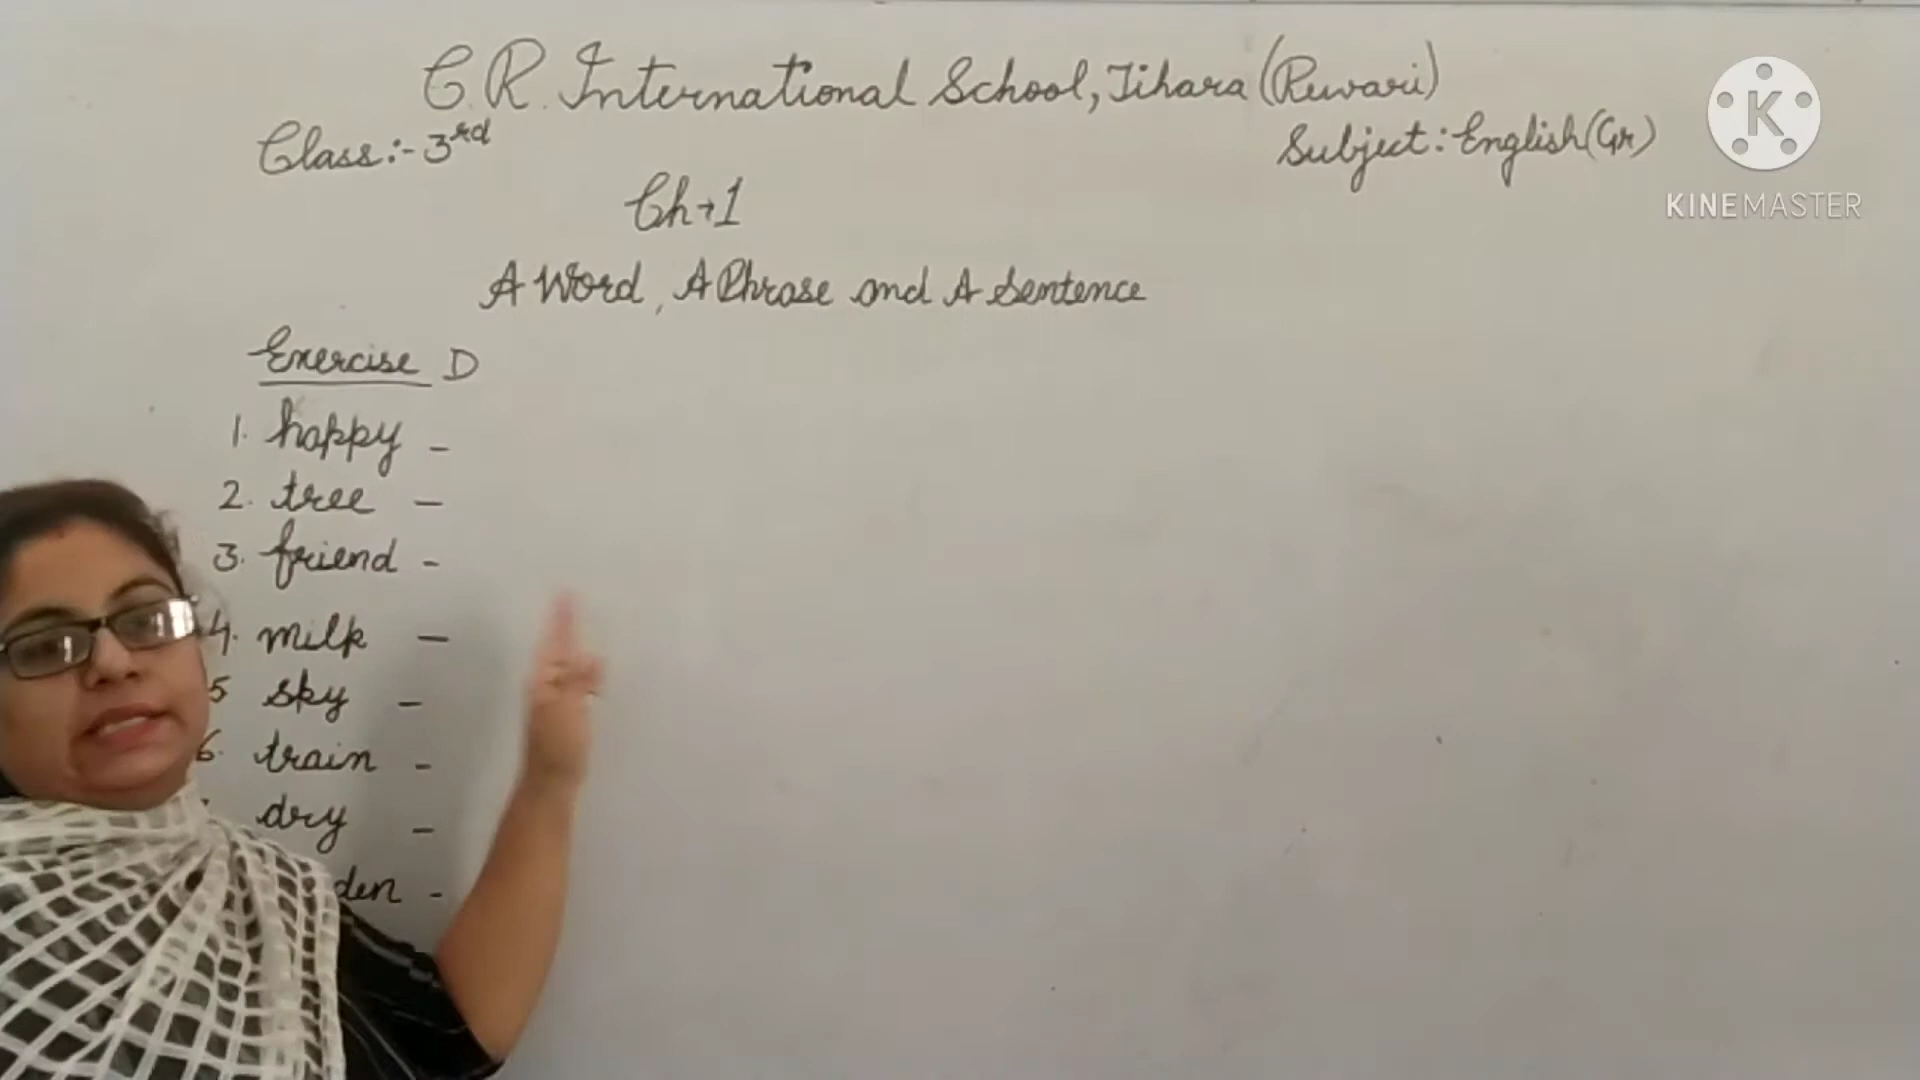 C.R. International School, Jihara (Rewari)
Class:- 3rd
Subject: English (Gr)
K
KINEMASTER
Ch→1
A Word, A Phrase and A Sentence
Exercise D
1. happy -
2. tree -
3. friend -
4. milk -
5 sky -
6. train -
dry -
den -